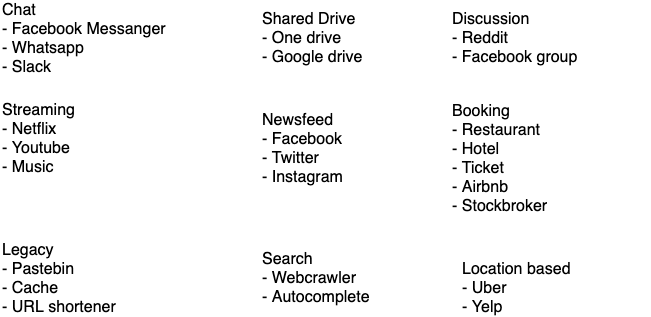 Chat
- Facebook Messanger
- Whatsapp
- Slack
Shared Drive
- One drive
- Google drive
Discussion
- Reddit
- Facebook group
Streaming
- Netflix
- Youtube
- Music
Newsfeed
- Facebook
- Twitter
- Instagram
Booking
- Restaurant
- Hotel
- Ticket
- Airbnb
- Stockbroker
Legacy
- Pastebin
- Cache
- URL shortener
Search
- Webcrawler
- Autocomplete
Location based
- Uber
- Yelp